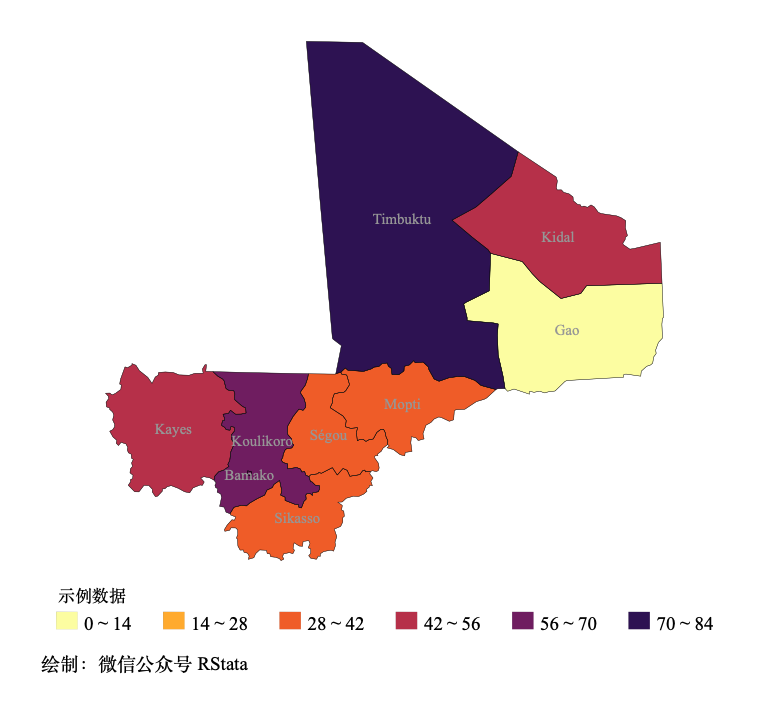 Timbuktu
Kidal
Gao
Mopti
Kayes
Ségou
Koulikoro
Bamako
Sikasso
示例数据
0 ~ 14 14 ~ 28 28 ~ 42 42 ~ 56 56 ~ 70 70 ~ 84
绘制：微信公众号 RStata